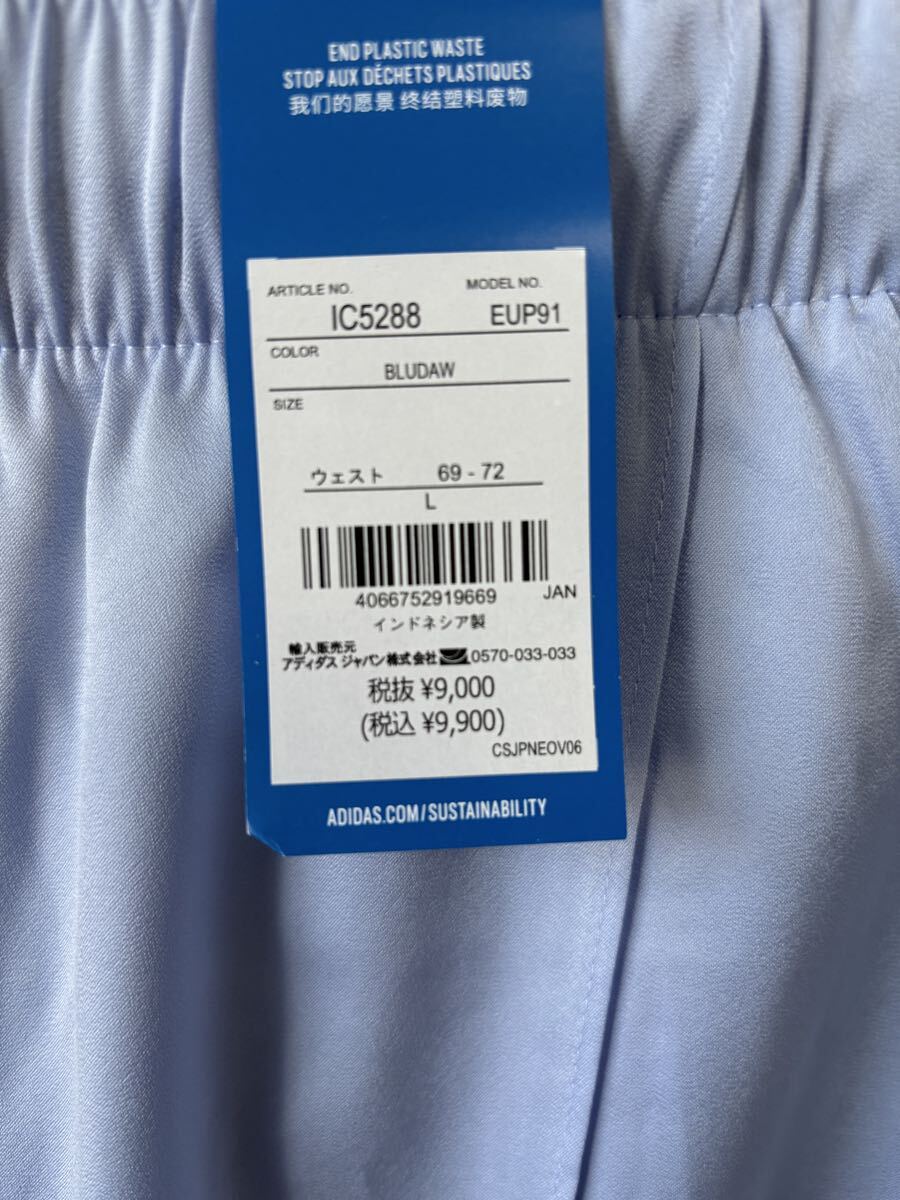 END PLASTIC WASTE
STOP AUX DÉCHETS PLASTIQUES
我们的愿景 终结塑料废物
ARTICLE NO. MODEL NO.
IC5288 EUP91
COLOR
BLUDAW
SIZE
ウェスト 69 - 72
L
4066752919669 JAN
インドネシア製
輸入販売元
アディダス ジャパン株式会社 0570-033-033
税抜 ¥9,000
(税込 ¥9,900)
CSJPNEOV06
ADIDAS.COM/SUSTAINABILITY